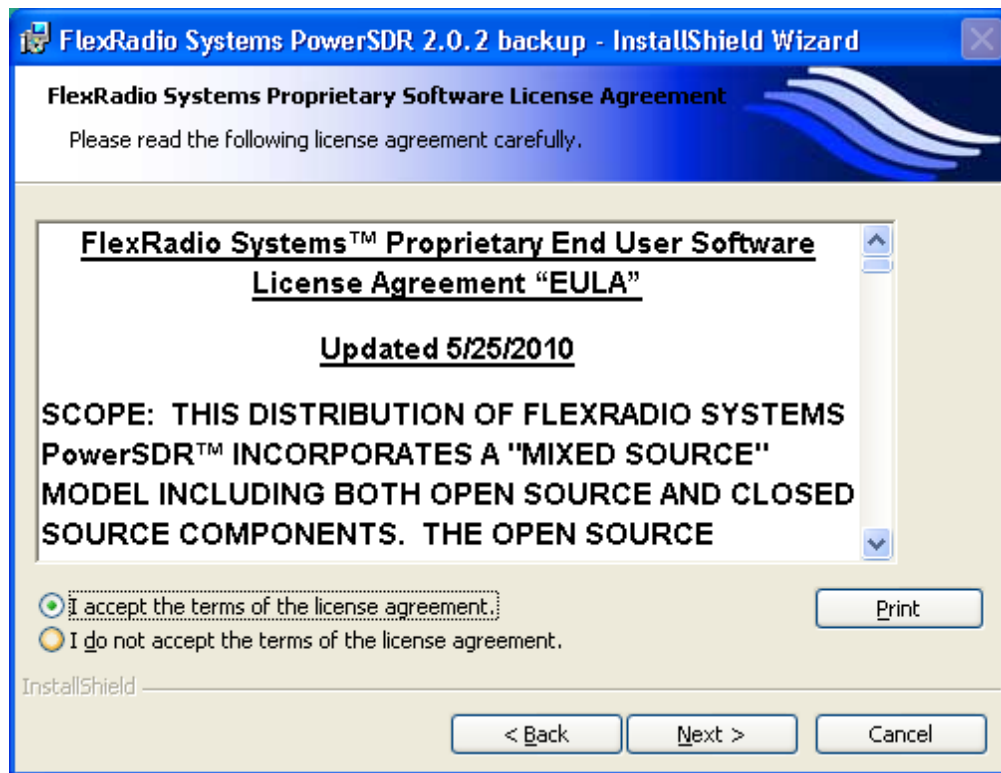 FlexRadio Systems PowerSDR 2.0.2 backup - InstallShield Wizard
FlexRadio Systems Proprietary Software License Agreement
Please read the following license agreement carefully.
FlexRadio Systems™ Proprietary End User Software
License Agreement “EULA”
Updated 5/25/2010
SCOPE: THIS DISTRIBUTION OF FLEXRADIO SYSTEMS
PowerSDR™ INCORPORATES A "MIXED SOURCE"
MODEL INCLUDING BOTH OPEN SOURCE AND CLOSED
SOURCE COMPONENTS. THE OPEN SOURCE
I accept the terms of the license agreement.
Print
I do not accept the terms of the license agreement.
InstallShield
< Back
Next >
Cancel